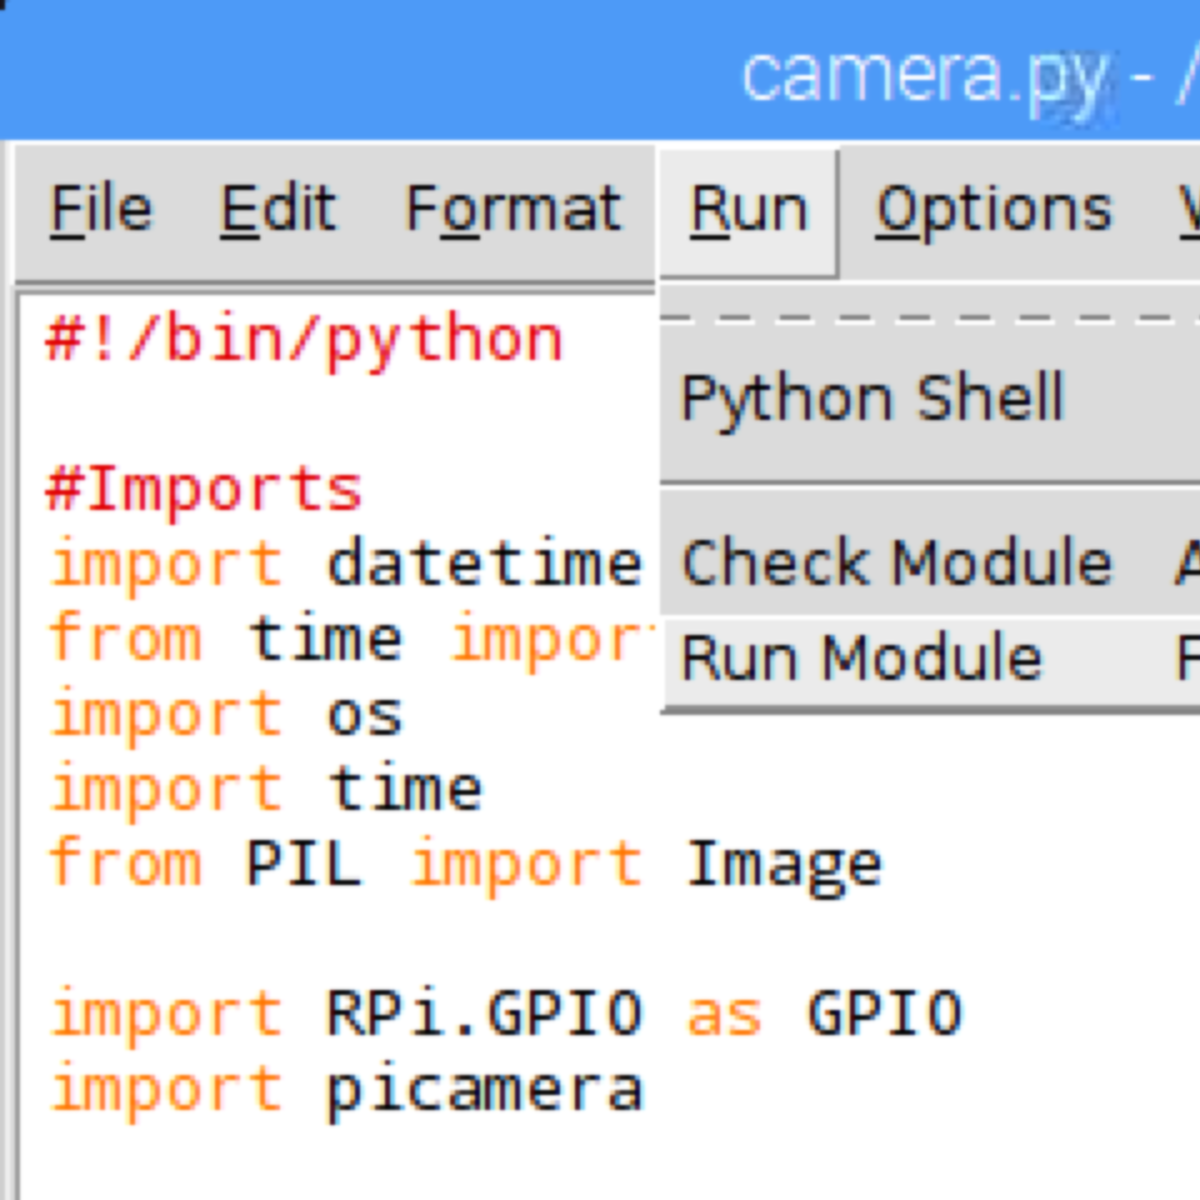 camera.py - /
File Edit Format Run Options
#!/bin/python
Python Shell
#Imports
import datetime
Check Module
from time
Run Module
import os
import time
from PIL import Image
import RPi.GPIO as GPIO
import picamera